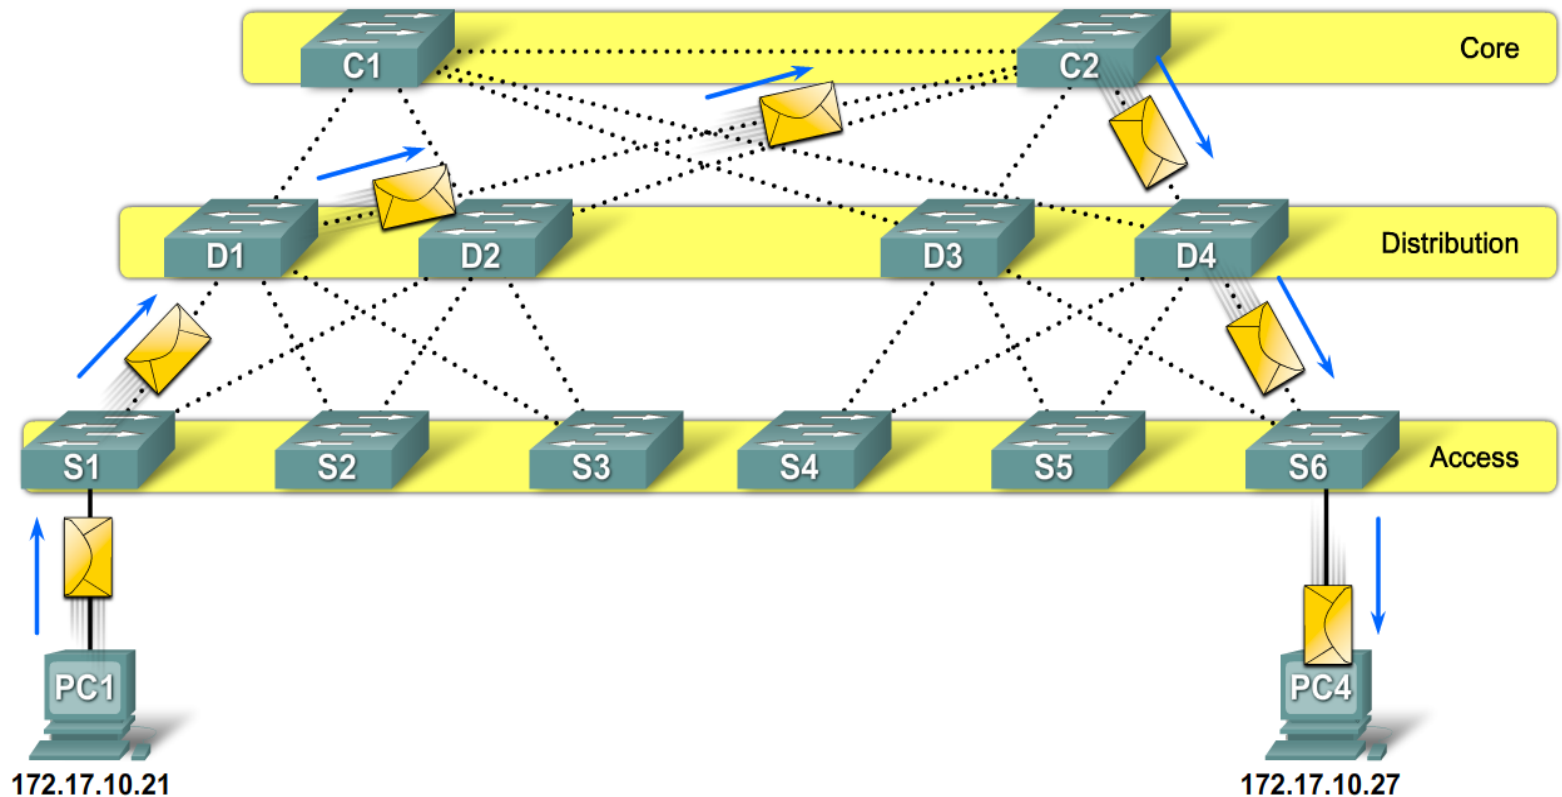 C1
C2
Core
D1
D2
D3
D4
Distribution
S1
S2
S3
S4
S5
S6
Access
PC1
PC4
172.17.10.21
172.17.10.27